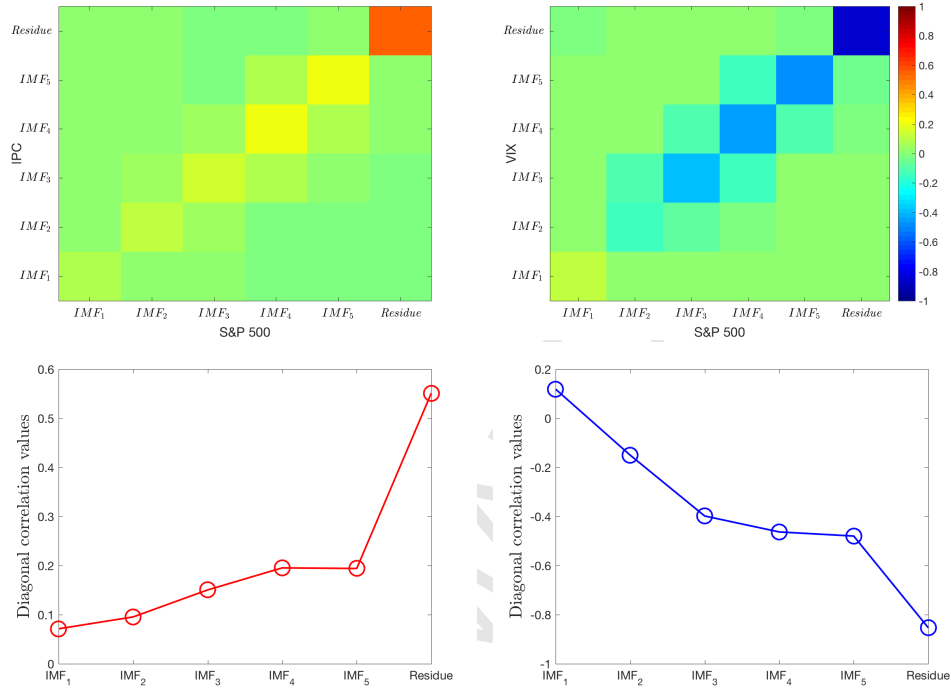 Residue
IMF5
IMF4
IMF3
IMF2
IMF1
IPC
IMF1 IMF2 IMF3 IMF4 IMF5 Residue
S&P 500
Residue
IMF5
IMF4
IMF3
IMF2
IMF1
VIX
IMF1 IMF2 IMF3 IMF4 IMF5 Residue
S&P 500
1
0.8
0.6
0.4
0.2
0
-0.2
-0.4
-0.6
-0.8
-1
0.6
0.5
0.4
0.3
0.2
0.1
0
Diagonal correlation values
IMF1 IMF2 IMF3 IMF4 IMF5 Residue
0.2
0
-0.2
-0.4
-0.6
-0.8
-1
Diagonal correlation values
IMF1 IMF2 IMF3 IMF4 IMF5 Residue